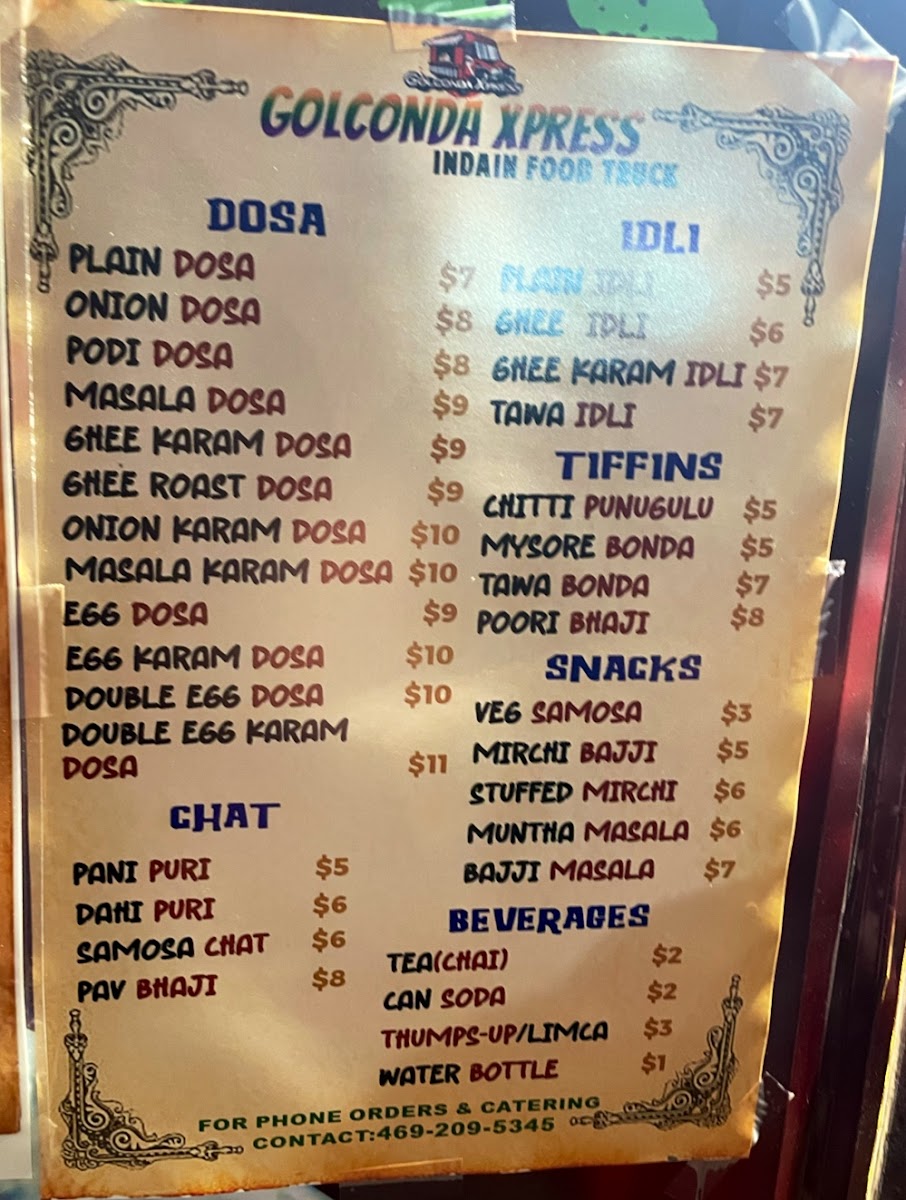 GOLCONDA XPRESS
GOLCONDA XPRESS
INDAIN FOOD TRUCK
DOSA
PLAIN DOSA $7
ONION DOSA $8
PODI DOSA $8
MASALA DOSA $9
GHEE KARAM DOSA $9
GHEE ROAST DOSA $9
ONION KARAM DOSA $10
MASALA KARAM DOSA $10
EGG DOSA $9
EGG KARAM DOSA $10
DOUBLE EGG DOSA $10
DOUBLE EGG KARAM
DOSA $11
CHAT
PANI PURI $5
DAHI PURI $6
SAMOSA CHAT $6
PAV BHAJI $8
IDLI
PLAIN IDLI $5
GHEE IDLI $6
GHEE KARAM IDLI $7
TAWA IDLI $7
TIFFINS
CHITTI PUNUGULU $5
MYSORE BONDA $5
TAWA BONDA $7
POORI BHAJI $8
SNACKS
VEG SAMOSA $3
MIRCHI BAJJI $5
STUFFED MIRCHI $6
MUNTHA MASALA $6
BAJJI MASALA $7
BEVERAGES
TEA(CHAI) $2
CAN SODA $2
THUMPS-UP/LIMCA $3
WATER BOTTLE $1
FOR PHONE ORDERS & CATERING
CONTACT:469-209-5345